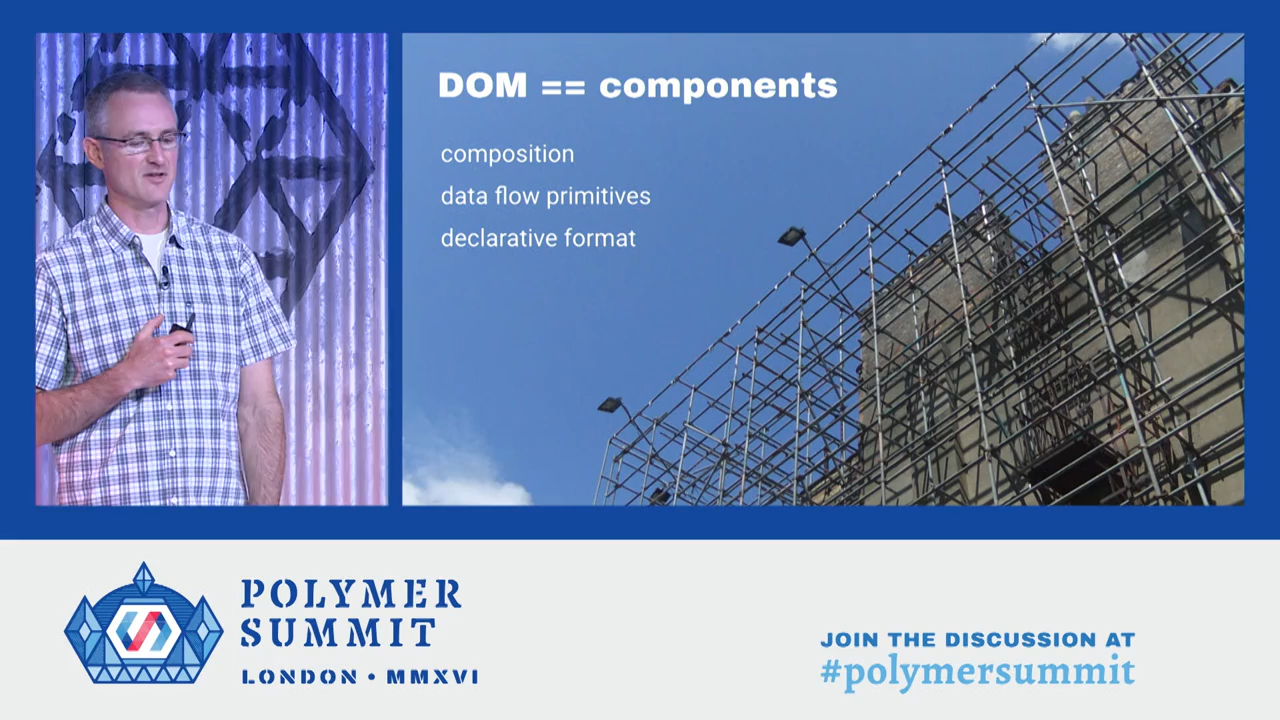 DOM == components
composition
data flow primitives
declarative format
POLYMER
SUMMIT
LONDON • MMXVI
JOIN THE DISCUSSION AT
#polymersummit